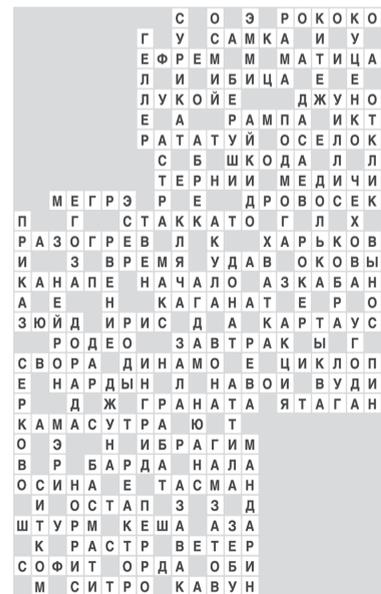 С О Э РОКОКО
Г У САМКА И У
ЕФРЕМ М МАТИЦА
Л И ИБИЦА Е Е
ЛУКОЙЕ ДЖУНО
Е А РАМПА ИКТ
РАТАТУЙ ОСЕЛОК
С Б ШКОДА Л Л
ТЕРНИИ МЕДИЧИ
МЕГРЭ Р Е ДРОВОСЕК
П Г СТАККАТО Г Л Х
РАЗОГРЕВ Л К ХАРЬКОВ
И З ВРЕМЯ УДАВ ОКОВЫ
КАНАПЕ НАЧАЛО АЗКАБАН
А Е Н КАГАНАТ Е Р О
ЗЮЙД ИРИС Д А КАРТАУС
РОДЕО ЗАВТРАК Ы Г
СВОРА ДИНАМО Е ЦИКЛОП
Е НАРДЫН Л НАВОИ ВУДИ
Р Д Ж ГРАНАТА ЯТАГАН
КАМАСУТРА Ю Т
О Э Н ИБРАГИМ
В Р БАРДА НАЛА
ОСИНА Е ТАСМАН
И ОСТАП З З Д
ШТУРМ КЕША АЗА
К РАСТР ВЕТЕР
СОФИТ ОРДА ОБИ
М СИТРО КАВУН